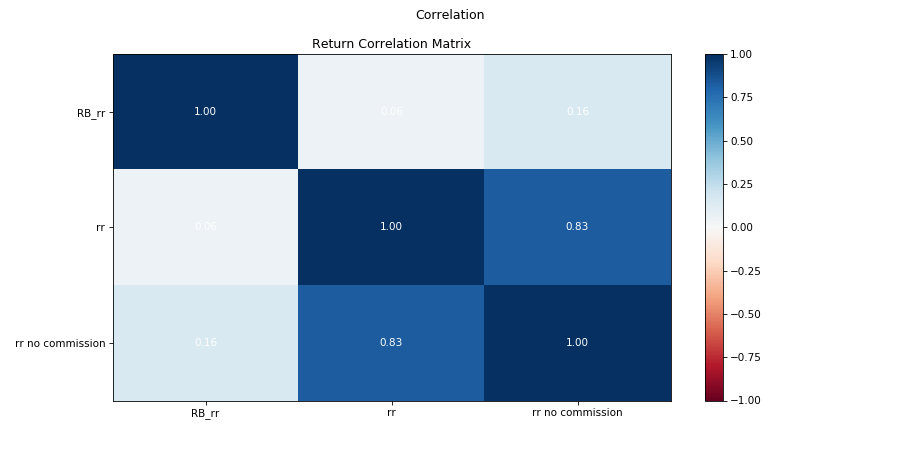 Correlation
Return Correlation Matrix
RB_rr 1.00 0.06 0.16
rr 0.06 1.00 0.83
rr no commission 0.16 0.83 1.00
RB_rr rr rr no commission
1.00
0.75
0.50
0.25
0.00
−0.25
−0.50
−0.75
−1.00